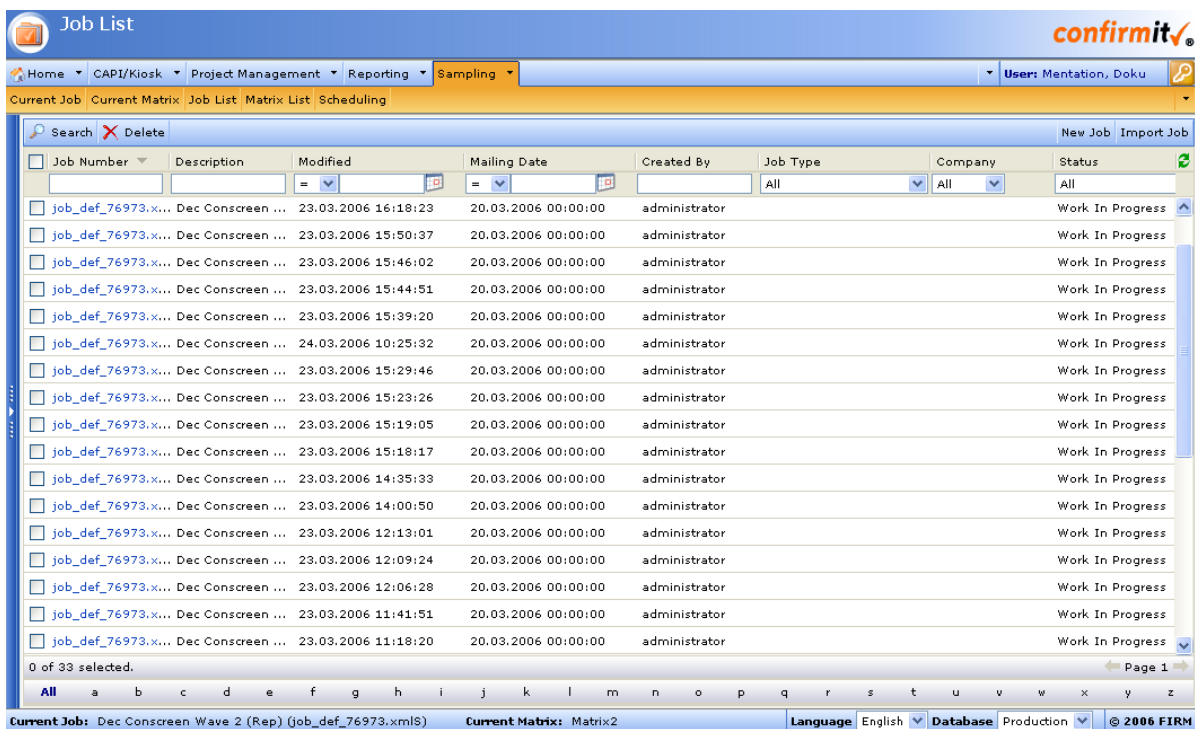 Job List
confirmit®
Home CAPI/Kiosk Project Management Reporting Sampling User: Mentation, Doku
Current Job Current Matrix Job List Matrix List Scheduling
Search Delete New Job Import Job
Job Number Description Modified Mailing Date Created By Job Type Company Status
= = All All All
job_def_76973.x... Dec Conscreen ... 23.03.2006 16:18:23 20.03.2006 00:00:00 administrator Work In Progress
job_def_76973.x... Dec Conscreen ... 23.03.2006 15:50:37 20.03.2006 00:00:00 administrator Work In Progress
job_def_76973.x... Dec Conscreen ... 23.03.2006 15:46:02 20.03.2006 00:00:00 administrator Work In Progress
job_def_76973.x... Dec Conscreen ... 23.03.2006 15:44:51 20.03.2006 00:00:00 administrator Work In Progress
job_def_76973.x... Dec Conscreen ... 23.03.2006 15:39:20 20.03.2006 00:00:00 administrator Work In Progress
job_def_76973.x... Dec Conscreen ... 24.03.2006 10:25:32 20.03.2006 00:00:00 administrator Work In Progress
job_def_76973.x... Dec Conscreen ... 23.03.2006 15:29:46 20.03.2006 00:00:00 administrator Work In Progress
job_def_76973.x... Dec Conscreen ... 23.03.2006 15:23:26 20.03.2006 00:00:00 administrator Work In Progress
job_def_76973.x... Dec Conscreen ... 23.03.2006 15:19:05 20.03.2006 00:00:00 administrator Work In Progress
job_def_76973.x... Dec Conscreen ... 23.03.2006 15:18:17 20.03.2006 00:00:00 administrator Work In Progress
job_def_76973.x... Dec Conscreen ... 23.03.2006 14:35:33 20.03.2006 00:00:00 administrator Work In Progress
job_def_76973.x... Dec Conscreen ... 23.03.2006 14:00:50 20.03.2006 00:00:00 administrator Work In Progress
job_def_76973.x... Dec Conscreen ... 23.03.2006 12:13:01 20.03.2006 00:00:00 administrator Work In Progress
job_def_76973.x... Dec Conscreen ... 23.03.2006 12:09:24 20.03.2006 00:00:00 administrator Work In Progress
job_def_76973.x... Dec Conscreen ... 23.03.2006 12:06:28 20.03.2006 00:00:00 administrator Work In Progress
job_def_76973.x... Dec Conscreen ... 23.03.2006 11:41:51 20.03.2006 00:00:00 administrator Work In Progress
job_def_76973.x... Dec Conscreen ... 23.03.2006 11:18:20 20.03.2006 00:00:00 administrator Work In Progress
0 of 33 selected. Page 1
All a b c d e f g h i j k l m n o p q r s t u v w x y z
Current Job: Dec Conscreen Wave 2 (Rep) (job_def_76973.xmlS) Current Matrix: Matrix2 Language English Database Production © 2006 FIRM